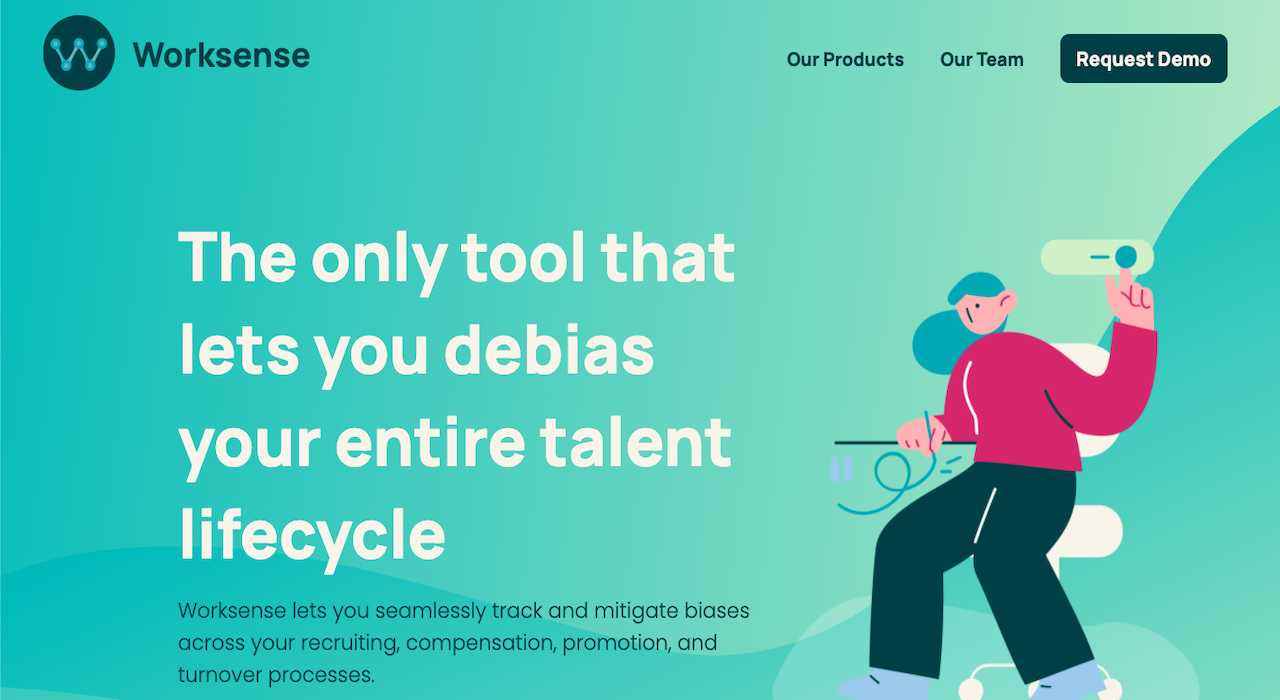 Worksense
Our Products
Our Team
Request Demo
The only tool that
lets you debias
your entire talent
lifecycle
Worksense lets you seamlessly track and mitigate biases
across your recruiting, compensation, promotion, and
turnover processes.